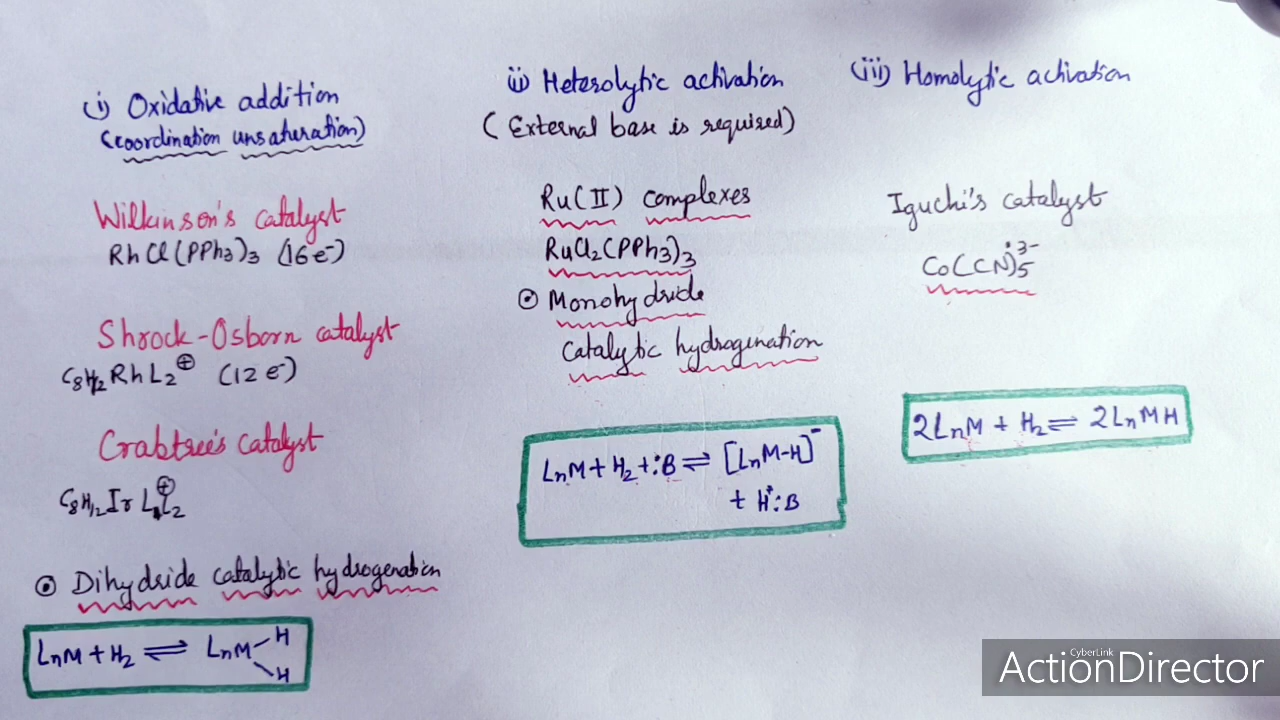 (i) Oxidative addition
(coordination unsaturation)
Wilkinson's catalyst
RhCl(PPh3)3 (16e-)
Shrock-Osborn catalyst
C8H12RhL2⊕ (12e-)
Crabtree's catalyst
C8H12IrL1L2⊕
⊙ Dihydride catalytic hydrogenation
LnM + H2 ⇌ LnM
H
H
ii) Heterolytic activation
( External base is required)
Ru(II) complexes
RuCl2(PPh3)3
⊙ Monohydride
Catalytic hydrogenation
LnM + H2 + :B ⇌ [LnM-H]-
+ H+:B
(iii) Homolytic activation
Iguchi's catalyst
Co(CN)5•3-
2LnM + H2 ⇌ 2LnMH
CyberLink
ActionDirector